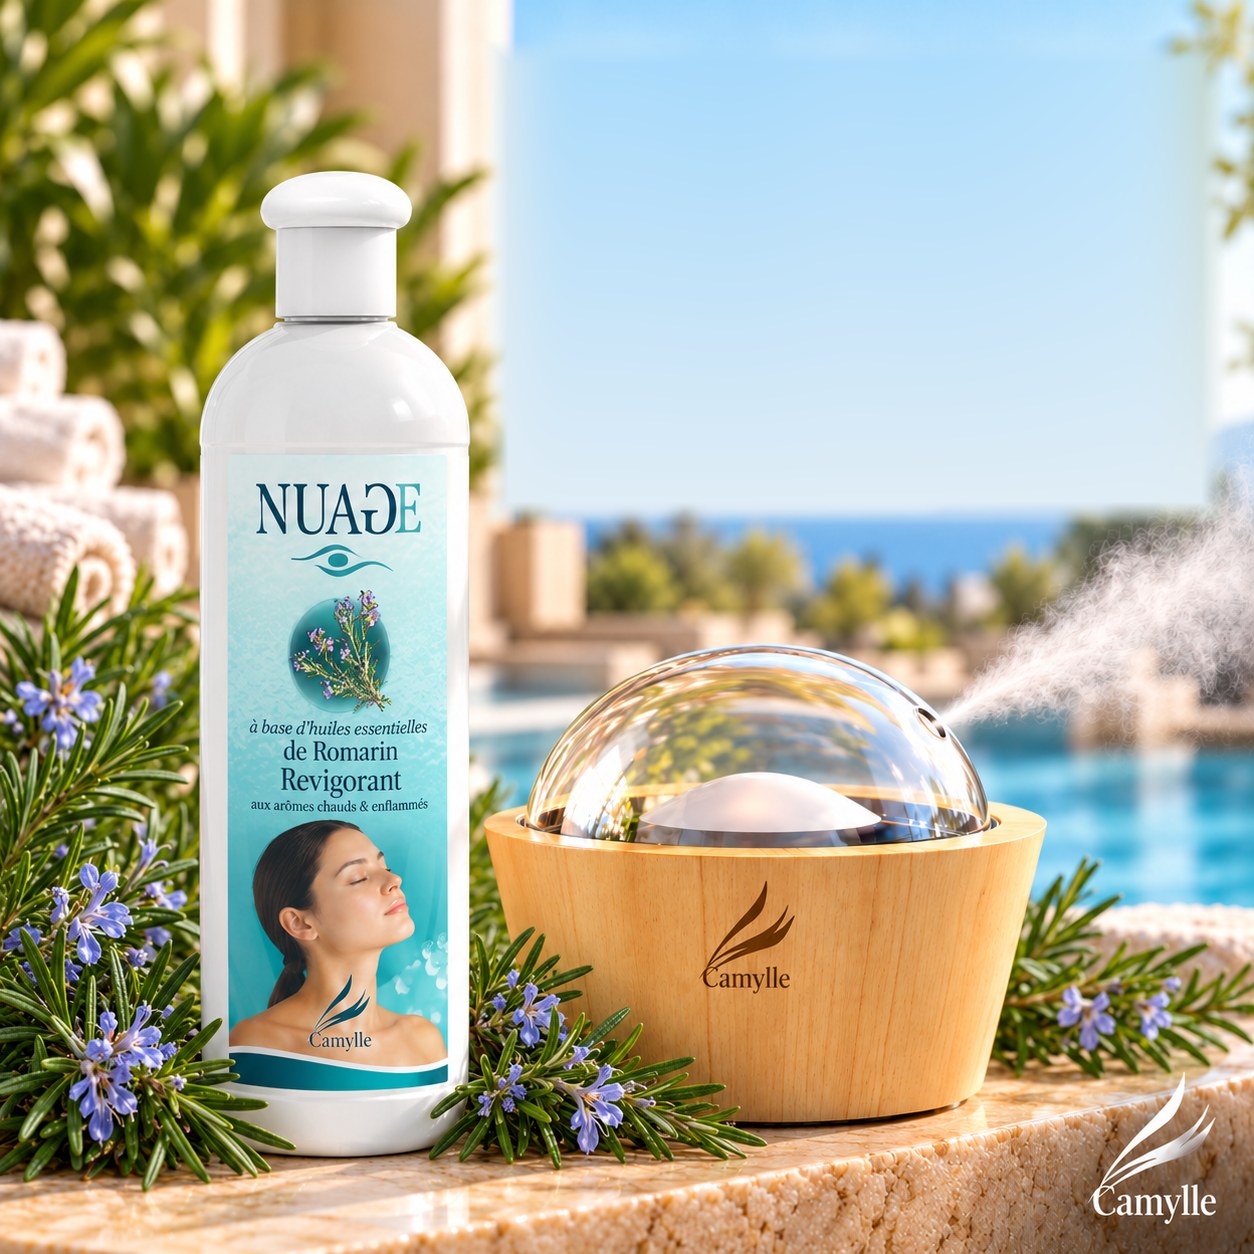 NUAGE
à base d'huiles essentielles
de Romarin
Revigorant
aux arômes chauds & enflammés
Camylle
Camylle
Camylle